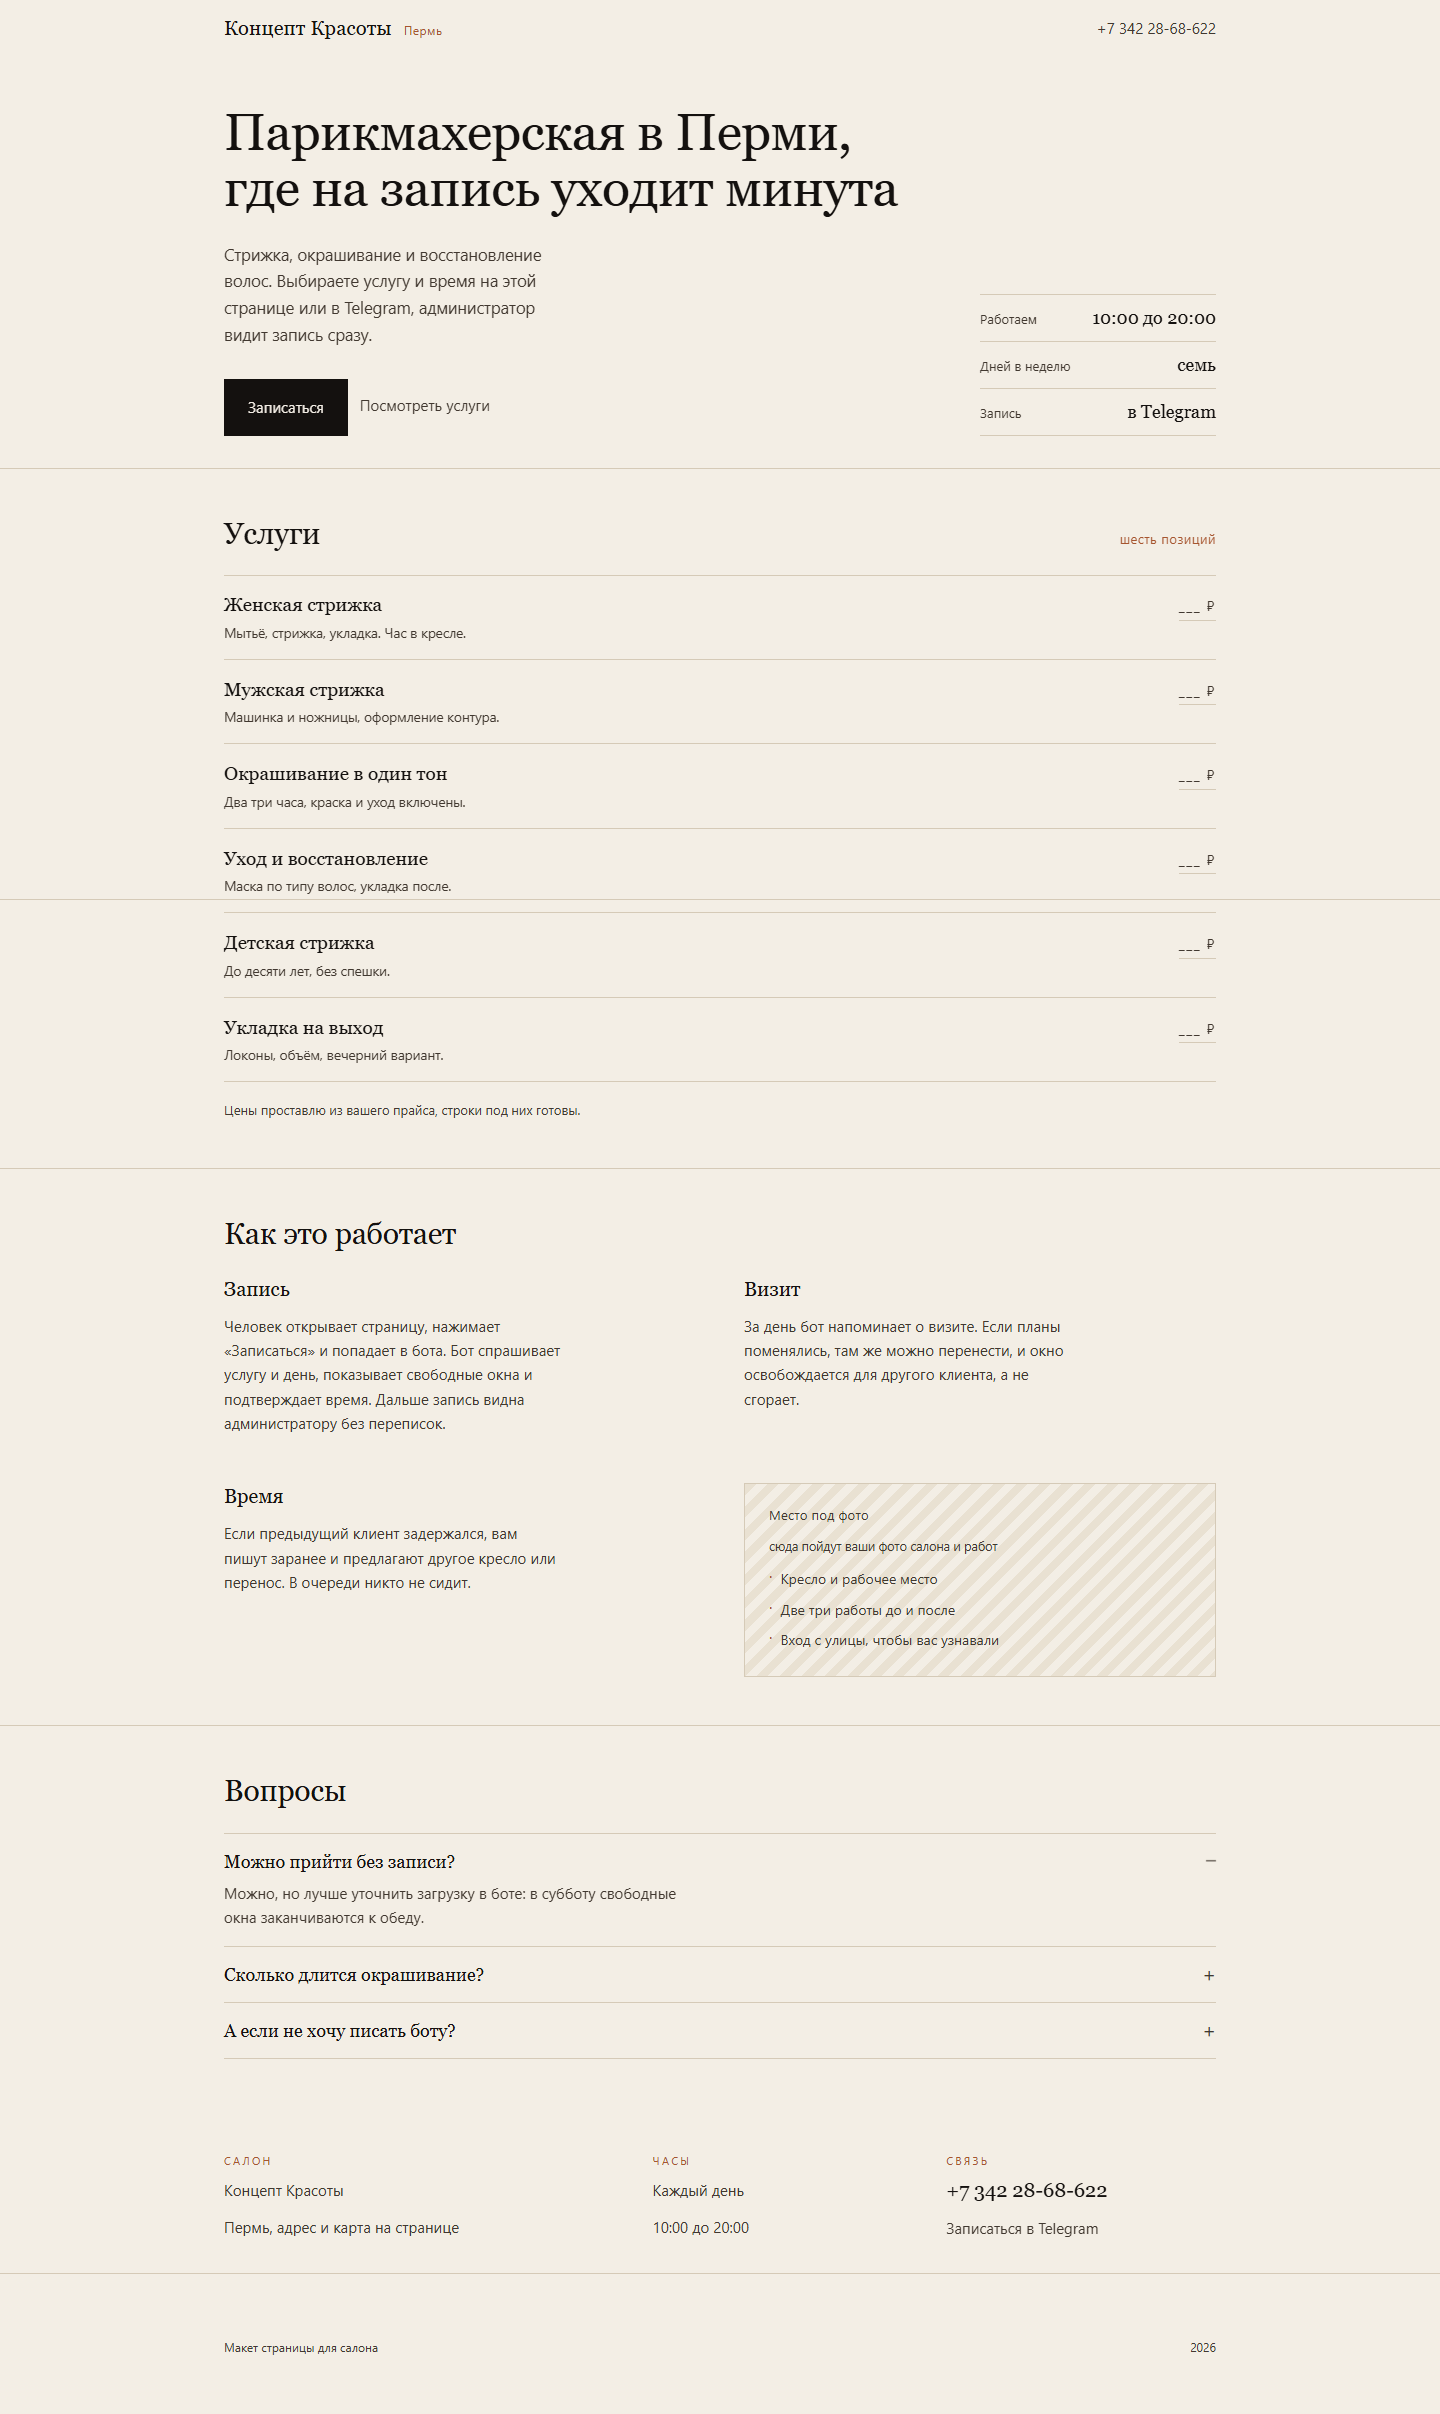 Концепт Красоты Пермь
+7 342 28-68-622
Парикмахерская в Перми,
где на запись уходит минута
Стрижка, окрашивание и восстановление
волос. Выбираете услугу и время на этой
странице или в Telegram, администратор
видит запись сразу.
Записаться
Посмотреть услуги
Работаем 10:00 до 20:00
Дней в неделю семь
Запись в Telegram
Услуги
шесть позиций
Женская стрижка ___ ₽
Мытьё, стрижка, укладка. Час в кресле.
Мужская стрижка ___ ₽
Машинка и ножницы, оформление контура.
Окрашивание в один тон ___ ₽
Два три часа, краска и уход включены.
Уход и восстановление ___ ₽
Маска по типу волос, укладка после.
Детская стрижка ___ ₽
До десяти лет, без спешки.
Укладка на выход ___ ₽
Локоны, объём, вечерний вариант.
Цены проставлю из вашего прайса, строки под них готовы.
Как это работает
Запись
Человек открывает страницу, нажимает
«Записаться» и попадает в бота. Бот спрашивает
услугу и день, показывает свободные окна и
подтверждает время. Дальше запись видна
администратору без переписок.
Визит
За день бот напоминает о визите. Если планы
поменялись, там же можно перенести, и окно
освобождается для другого клиента, а не
сгорает.
Время
Если предыдущий клиент задержался, вам
пишут заранее и предлагают другое кресло или
перенос. В очереди никто не сидит.
Место под фото
сюда пойдут ваши фото салона и работ
· Кресло и рабочее место
· Две три работы до и после
· Вход с улицы, чтобы вас узнавали
Вопросы
Можно прийти без записи? –
Можно, но лучше уточнить загрузку в боте: в субботу свободные
окна заканчиваются к обеду.
Сколько длится окрашивание? +
А если не хочу писать боту? +
САЛОН
Концепт Красоты
Пермь, адрес и карта на странице
ЧАСЫ
Каждый день
10:00 до 20:00
СВЯЗЬ
+7 342 28-68-622
Записаться в Telegram
Макет страницы для салона
2026